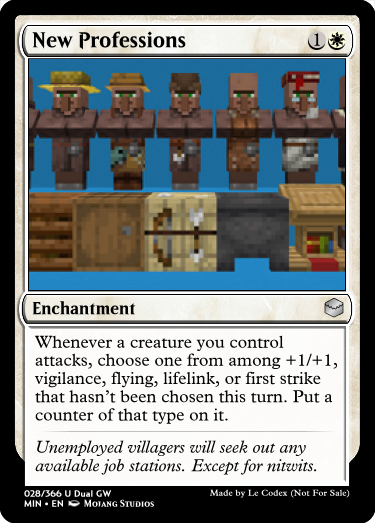 New Professions 1
Enchantment
Whenever a creature you control
attacks, choose one from among +1/+1,
vigilance, flying, lifelink, or first strike
that hasn't been chosen this turn. Put a
counter of that type on it.
Unemployed villagers will seek out any
available job stations. Except for nitwits.
028/366 U Dual GW
MIN • EN Mojang Studios
Made by Le Codex (Not For Sale)